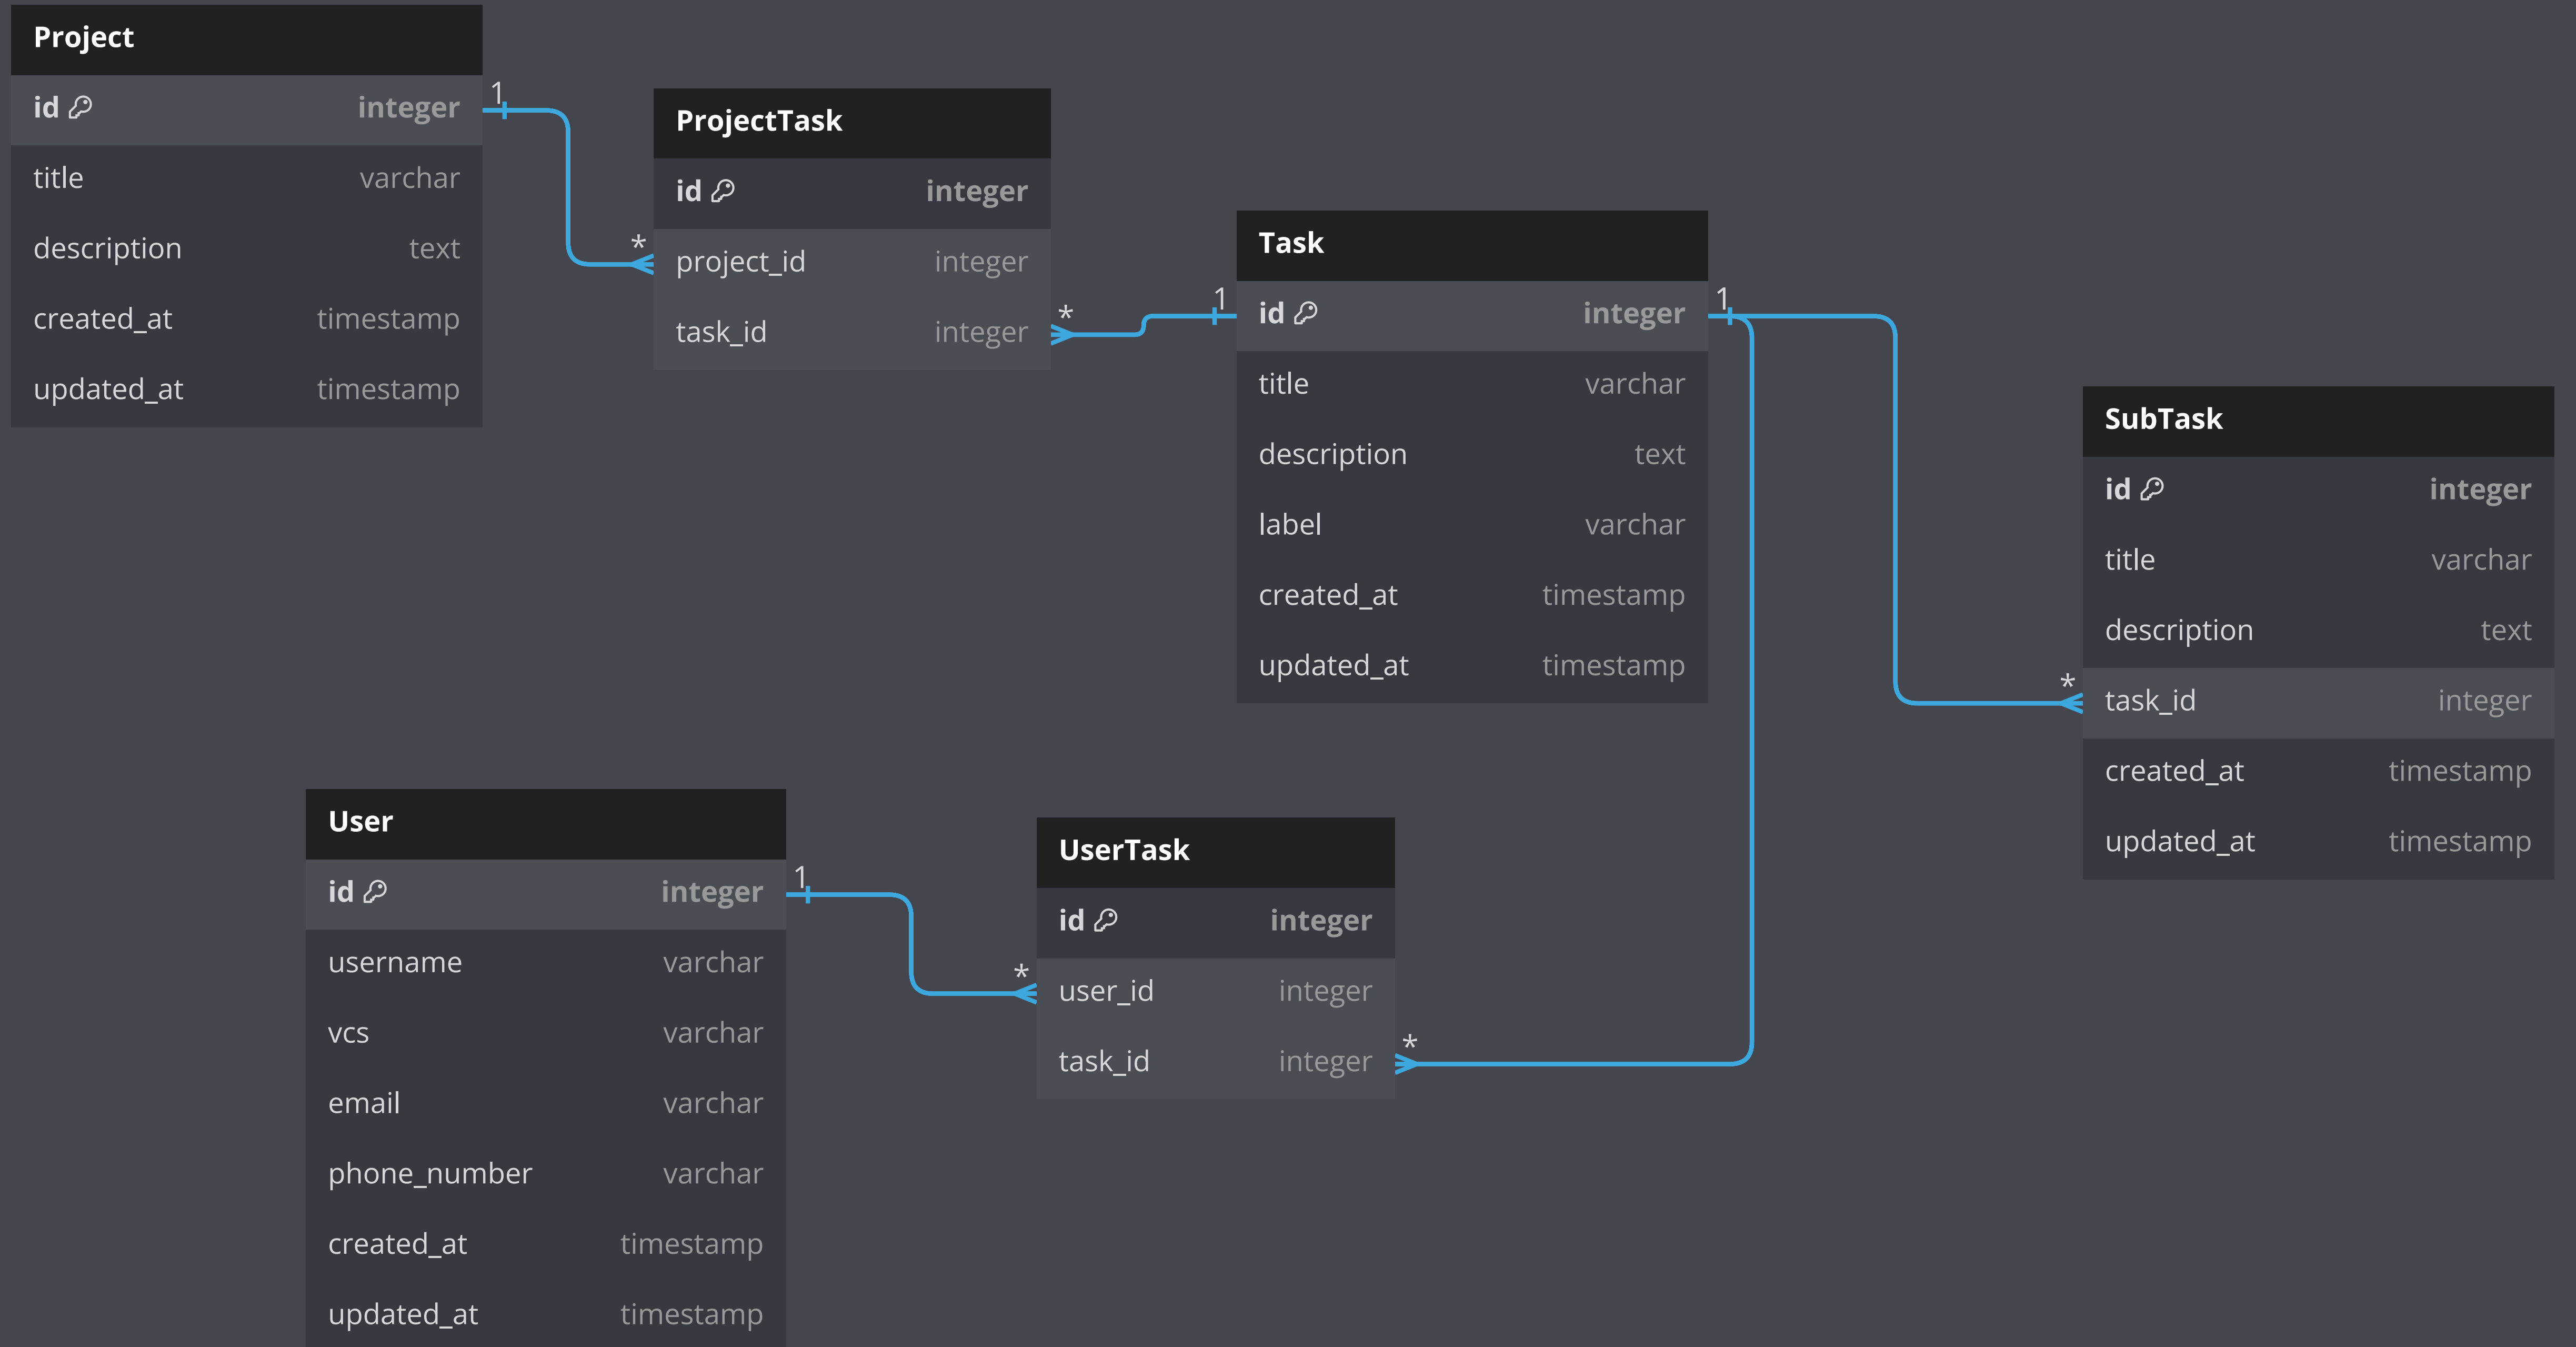 Project
id integer
title varchar
description text
created_at timestamp
updated_at timestamp
1
*
ProjectTask
id integer
project_id integer
task_id integer
*
1
Task
id integer
title varchar
description text
label varchar
created_at timestamp
updated_at timestamp
1
*
SubTask
id integer
title varchar
description text
task_id integer
created_at timestamp
updated_at timestamp
User
id integer
username varchar
vcs varchar
email varchar
phone_number varchar
created_at timestamp
updated_at timestamp
1
*
UserTask
id integer
user_id integer
task_id integer
*